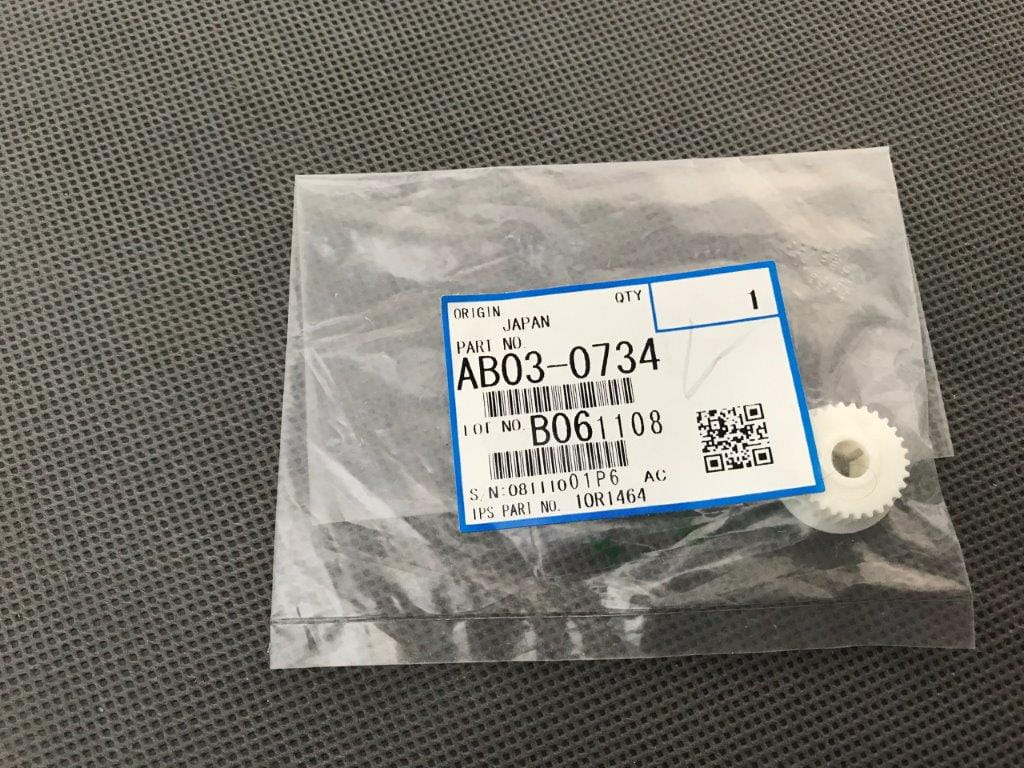 ORIGIN
JAPAN
QTY
1
PART NO.
AB03-0734
LOT NO. B061108
S/N:08111001P6 AC
IPS PART NO. 10R1464